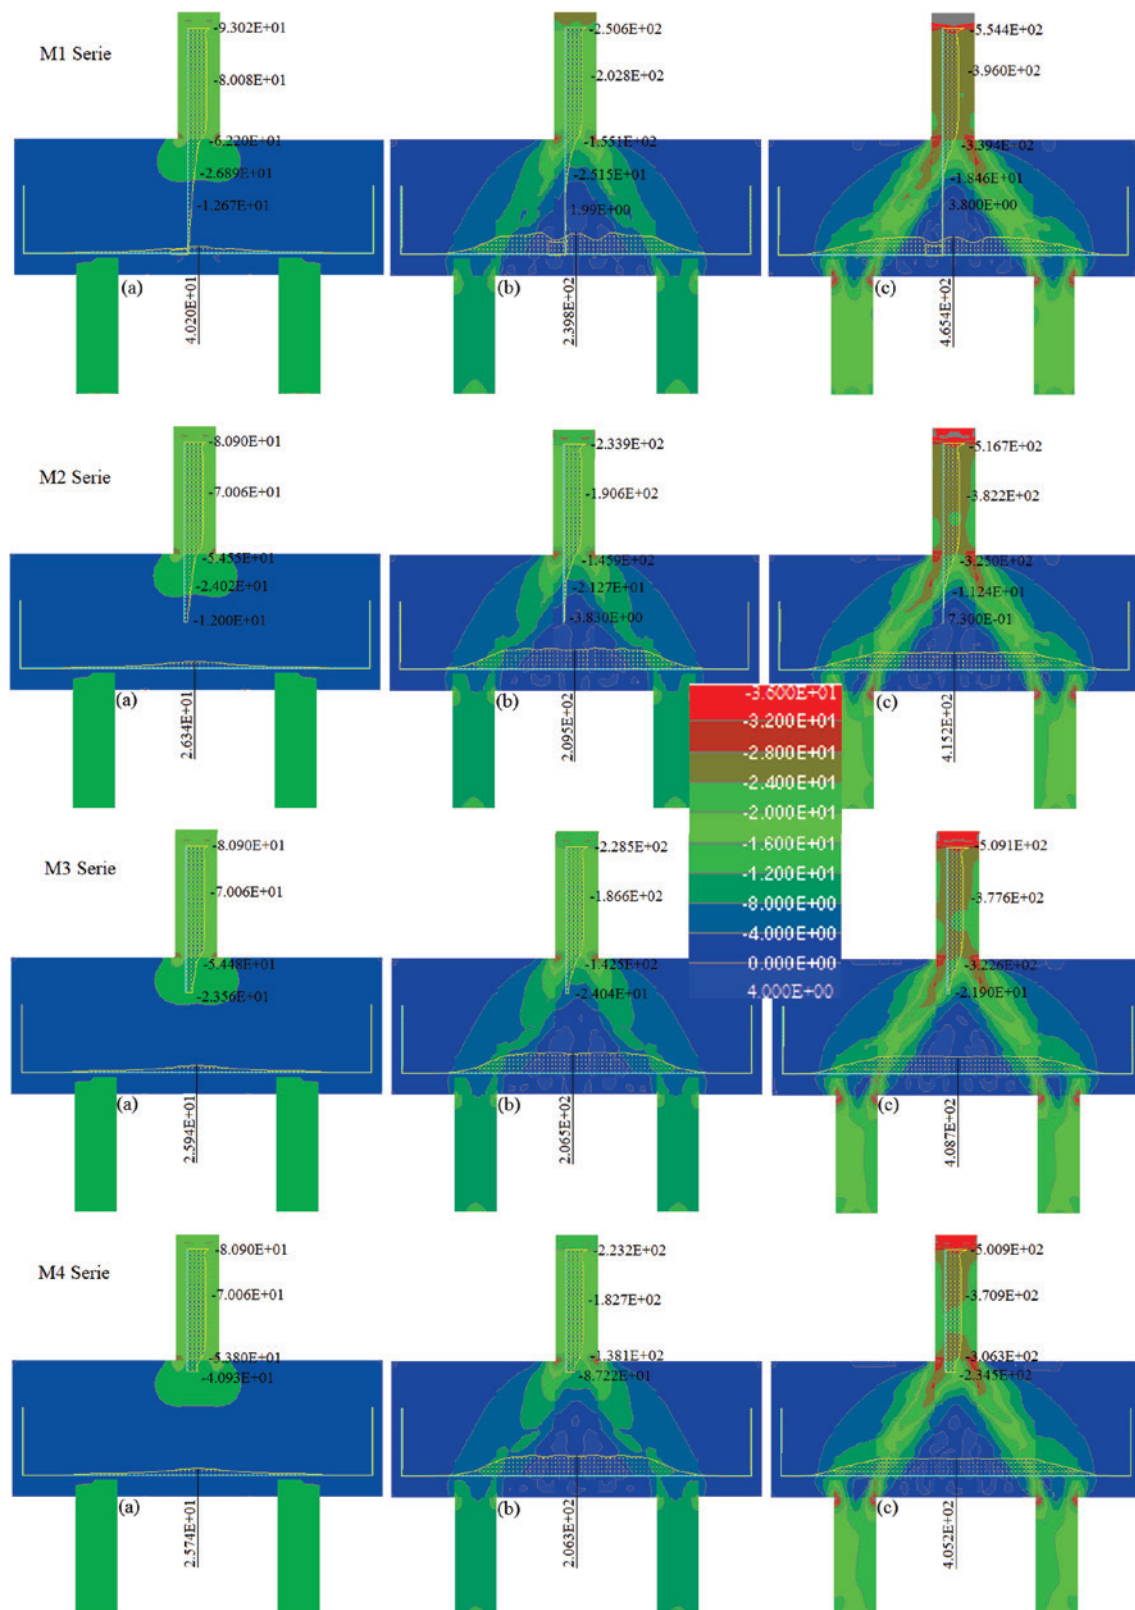 M1 Serie
-9.302E+01
-8.008E+01
-6.220E+01
-2.689E+01
-1.267E+01
4.020E+01
(a)
-2.506E+02
-2.028E+02
-1.551E+02
-2.515E+01
1.99E+00
2.398E+02
(b)
-5.544E+02
-3.960E+02
-3.394E+02
-1.846E+01
3.800E+00
4.654E+02
(c)
M2 Serie
-8.090E+01
-7.006E+01
-5.455E+01
-2.402E+01
-1.200E+01
2.634E+01
(a)
-2.339E+02
-1.906E+02
-1.459E+02
-2.127E+01
-3.830E+00
2.095E+02
(b)
-5.167E+02
-3.822E+02
-3.250E+02
-1.124E+01
7.300E-01
4.152E+02
(c)
-3.600E+01
-3.200E+01
-2.800E+01
-2.400E+01
-2.000E+01
-1.600E+01
-1.200E+01
-8.000E+00
-4.000E+00
0.000E+00
4.000E+00
M3 Serie
-8.090E+01
-7.006E+01
-5.448E+01
-2.356E+01
2.594E+01
(a)
-2.285E+02
-1.866E+02
-1.425E+02
-2.404E+01
2.065E+02
(b)
-5.091E+02
-3.776E+02
-3.226E+02
-2.190E+01
4.087E+02
(c)
M4 Serie
-8.090E+01
-7.006E+01
-5.380E+01
-4.093E+01
2.574E+01
(a)
-2.232E+02
-1.827E+02
-1.381E+02
-8.722E+01
2.063E+02
(b)
-5.009E+02
-3.709E+02
-3.063E+02
-2.345E+02
4.052E+02
(c)